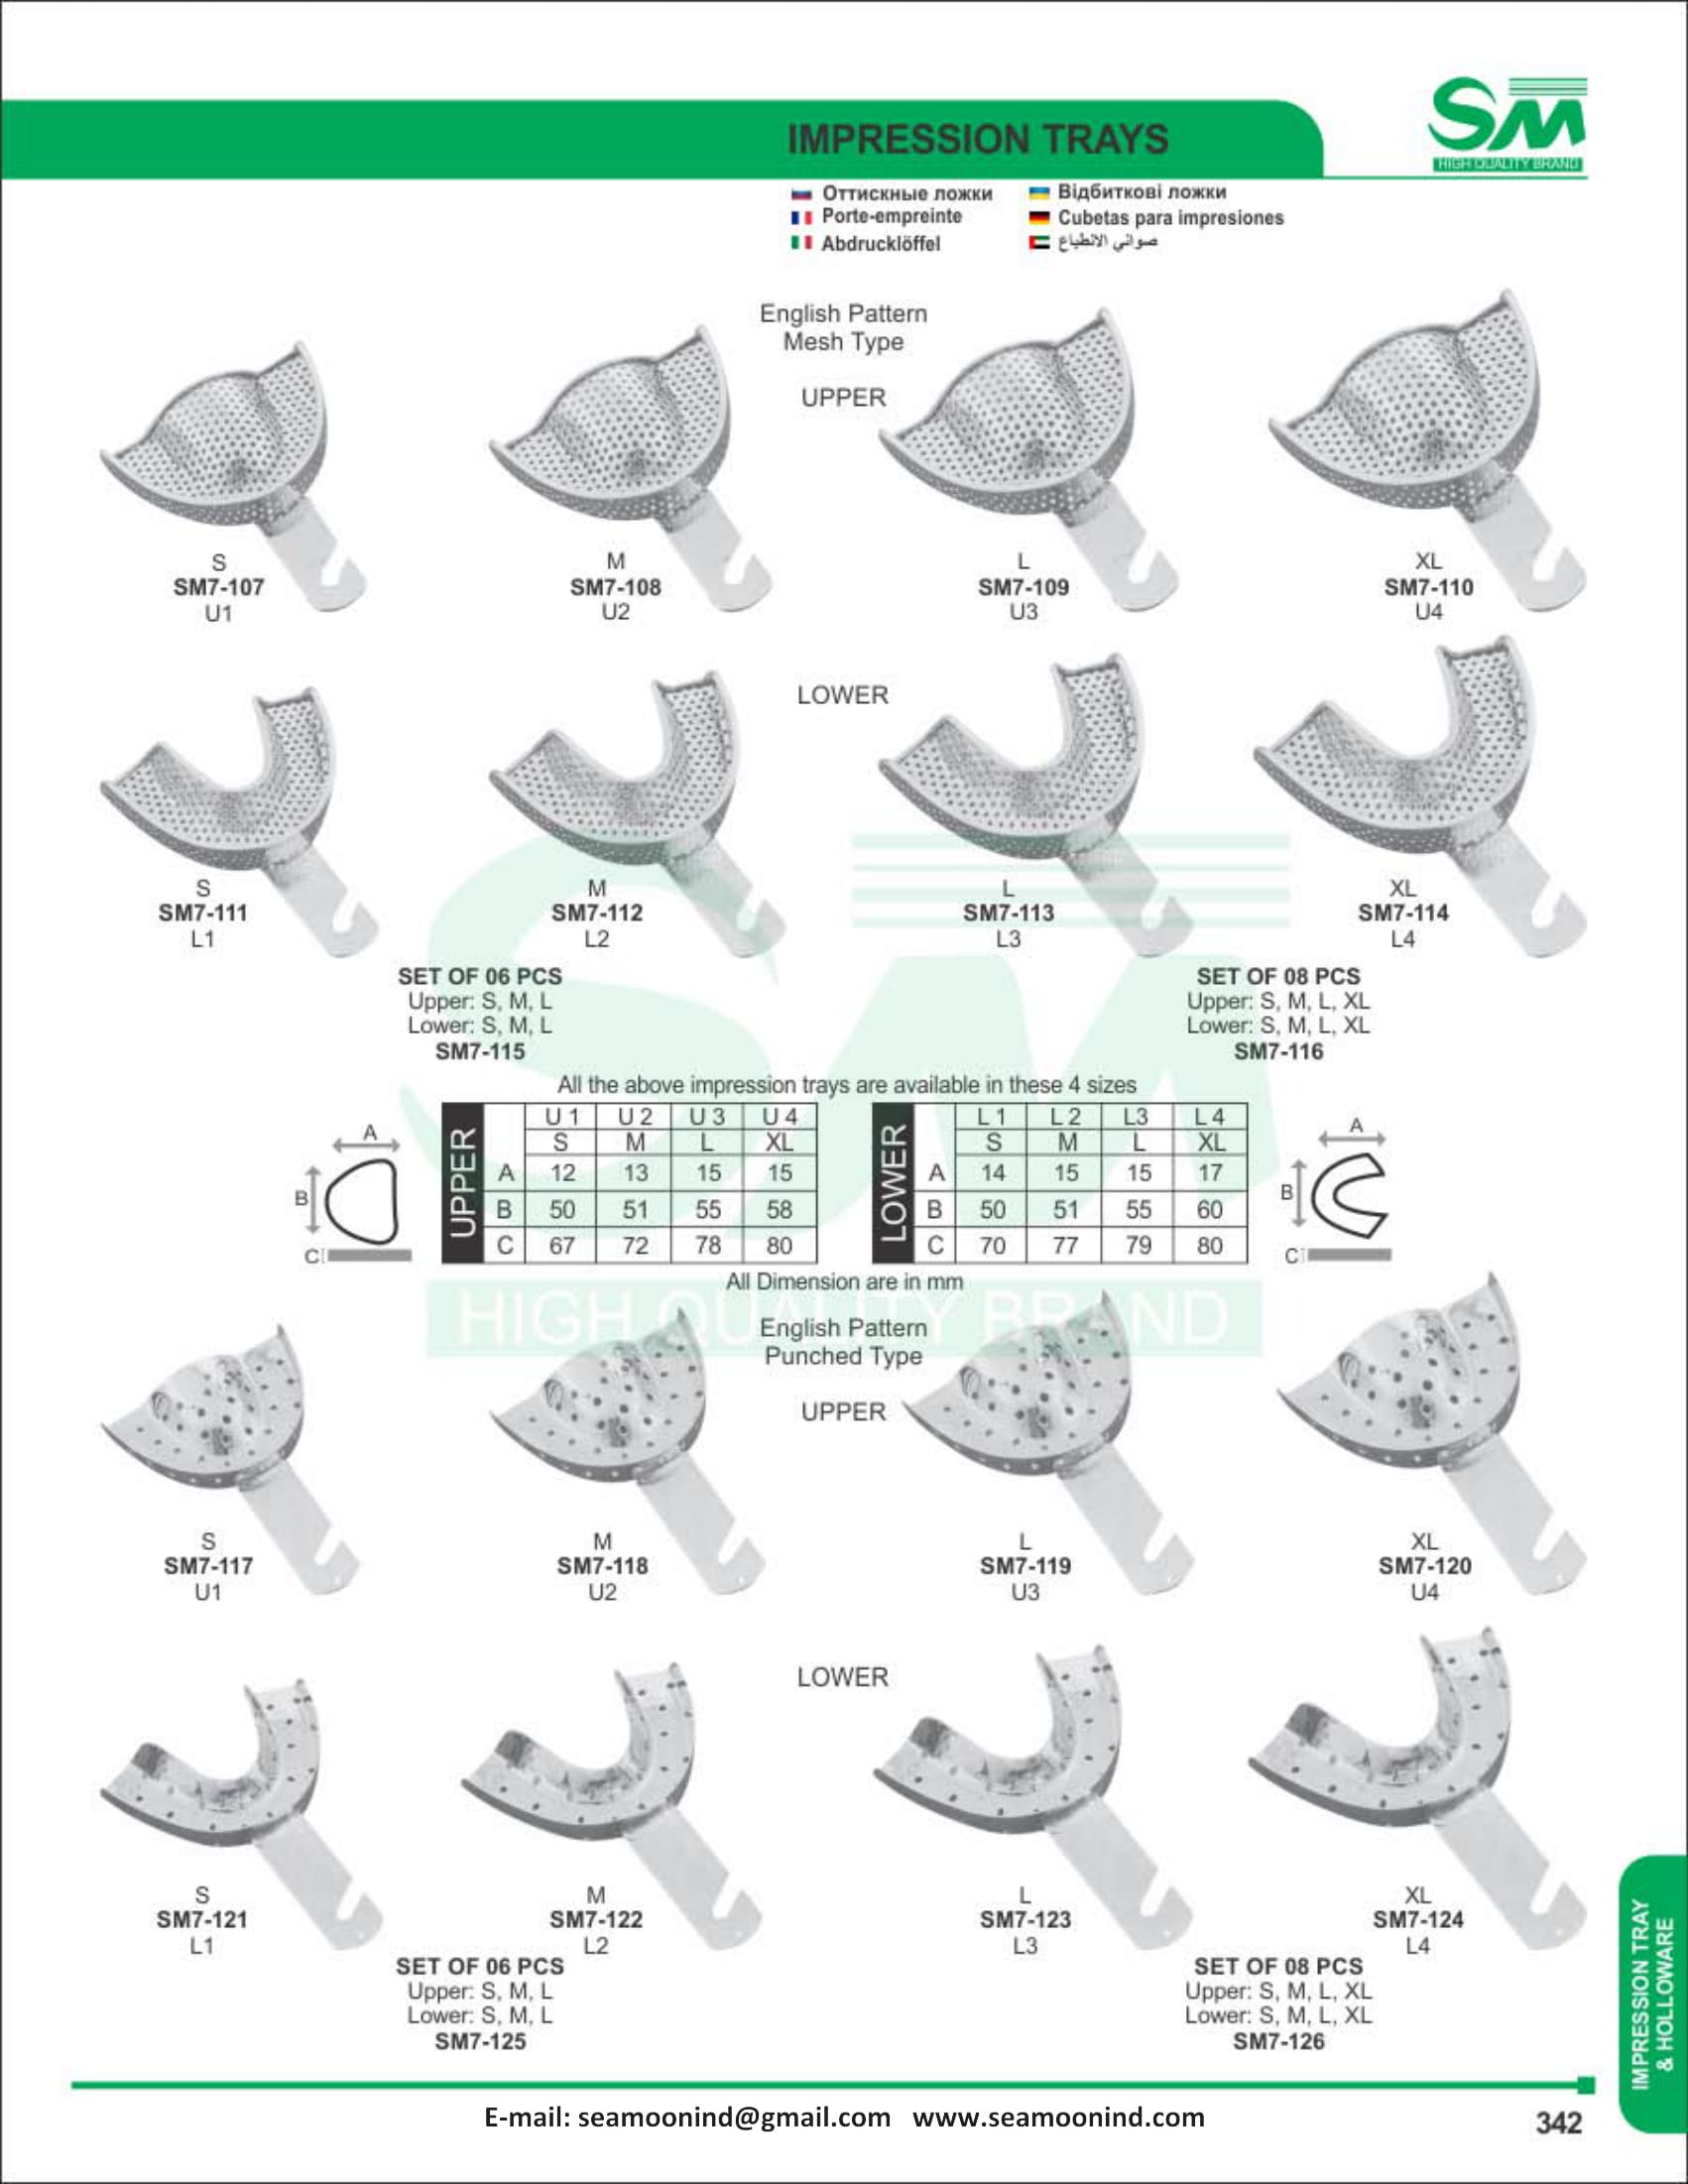 SM
HIGH QUALITY BRAND
IMPRESSION TRAYS
Оттискные ложки
Відбиткові ложки
Porte-empreinte
Cubetas para impresiones
Abdrucklöffel
صواني الانطباع
English Pattern
Mesh Type
UPPER
S
SM7-107
U1
M
SM7-108
U2
L
SM7-109
U3
XL
SM7-110
U4
LOWER
S
SM7-111
L1
M
SM7-112
L2
L
SM7-113
L3
XL
SM7-114
L4
SET OF 06 PCS
Upper: S, M, L
Lower: S, M, L
SM7-115
SET OF 08 PCS
Upper: S, M, L, XL
Lower: S, M, L, XL
SM7-116
All the above impression trays are available in these 4 sizes
A
B
C
UPPER
U 1 U 2 U 3 U 4
S M L XL
A 12 13 15 15
B 50 51 55 58
C 67 72 78 80
LOWER
L 1 L 2 L3 L 4
S M L XL
A 14 15 15 17
B 50 51 55 60
C 70 77 79 80
A
B
C
All Dimension are in mm
SM
HIGH QUALITY BRAND
English Pattern
Punched Type
UPPER
S
SM7-117
U1
M
SM7-118
U2
L
SM7-119
U3
XL
SM7-120
U4
LOWER
S
SM7-121
L1
M
SM7-122
L2
L
SM7-123
L3
XL
SM7-124
L4
SET OF 06 PCS
Upper: S, M, L
Lower: S, M, L
SM7-125
SET OF 08 PCS
Upper: S, M, L, XL
Lower: S, M, L, XL
SM7-126
IMPRESSION TRAY
& HOLLOWARE
E-mail: seamoonind@gmail.com www.seamoonind.com
342